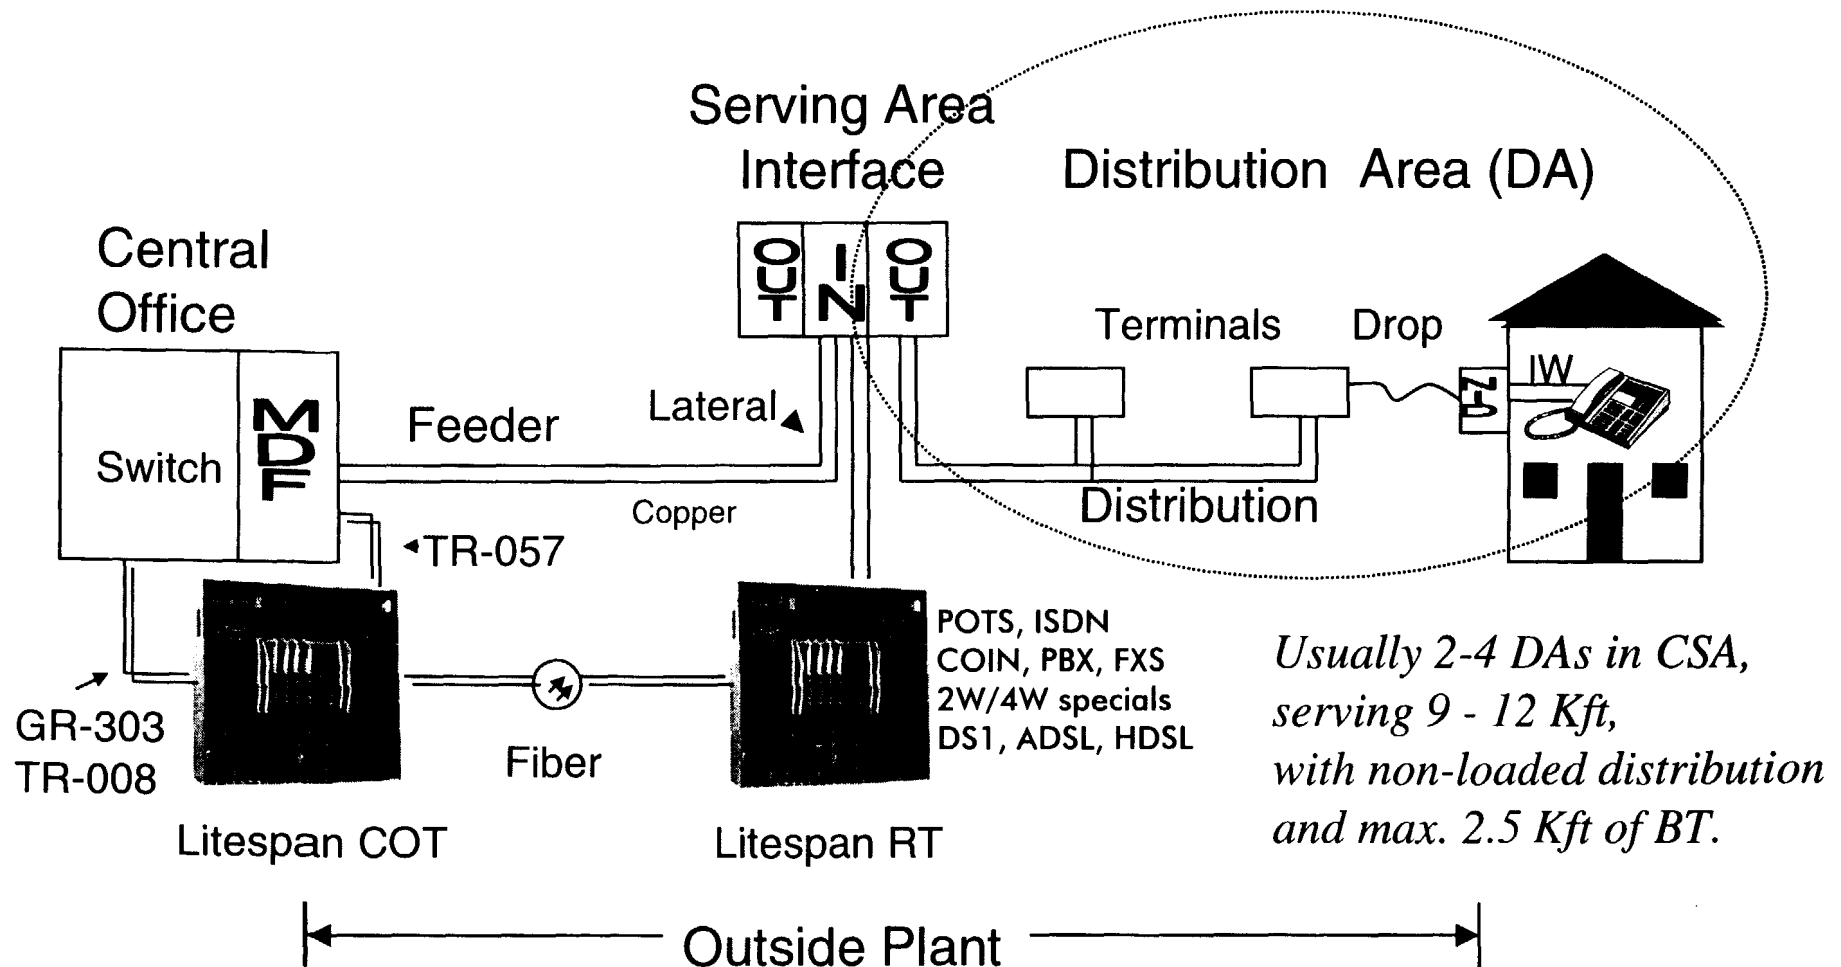 Serving Area
Interface
Distribution Area (DA)
Central
Office
OUT
IN
OUT
Terminals
Drop
Switch
MDF
Feeder
Lateral
Copper
Distribution
NID
IW
TR-057
GR-303
TR-008
Fiber
POTS, ISDN
COIN, PBX, FXS
2W/4W specials
DS1, ADSL, HDSL
Litespan COT
Litespan RT
Usually 2-4 DAs in CSA,
serving 9 - 12 Kft,
with non-loaded distribution
and max. 2.5 Kft of BT.
Outside Plant